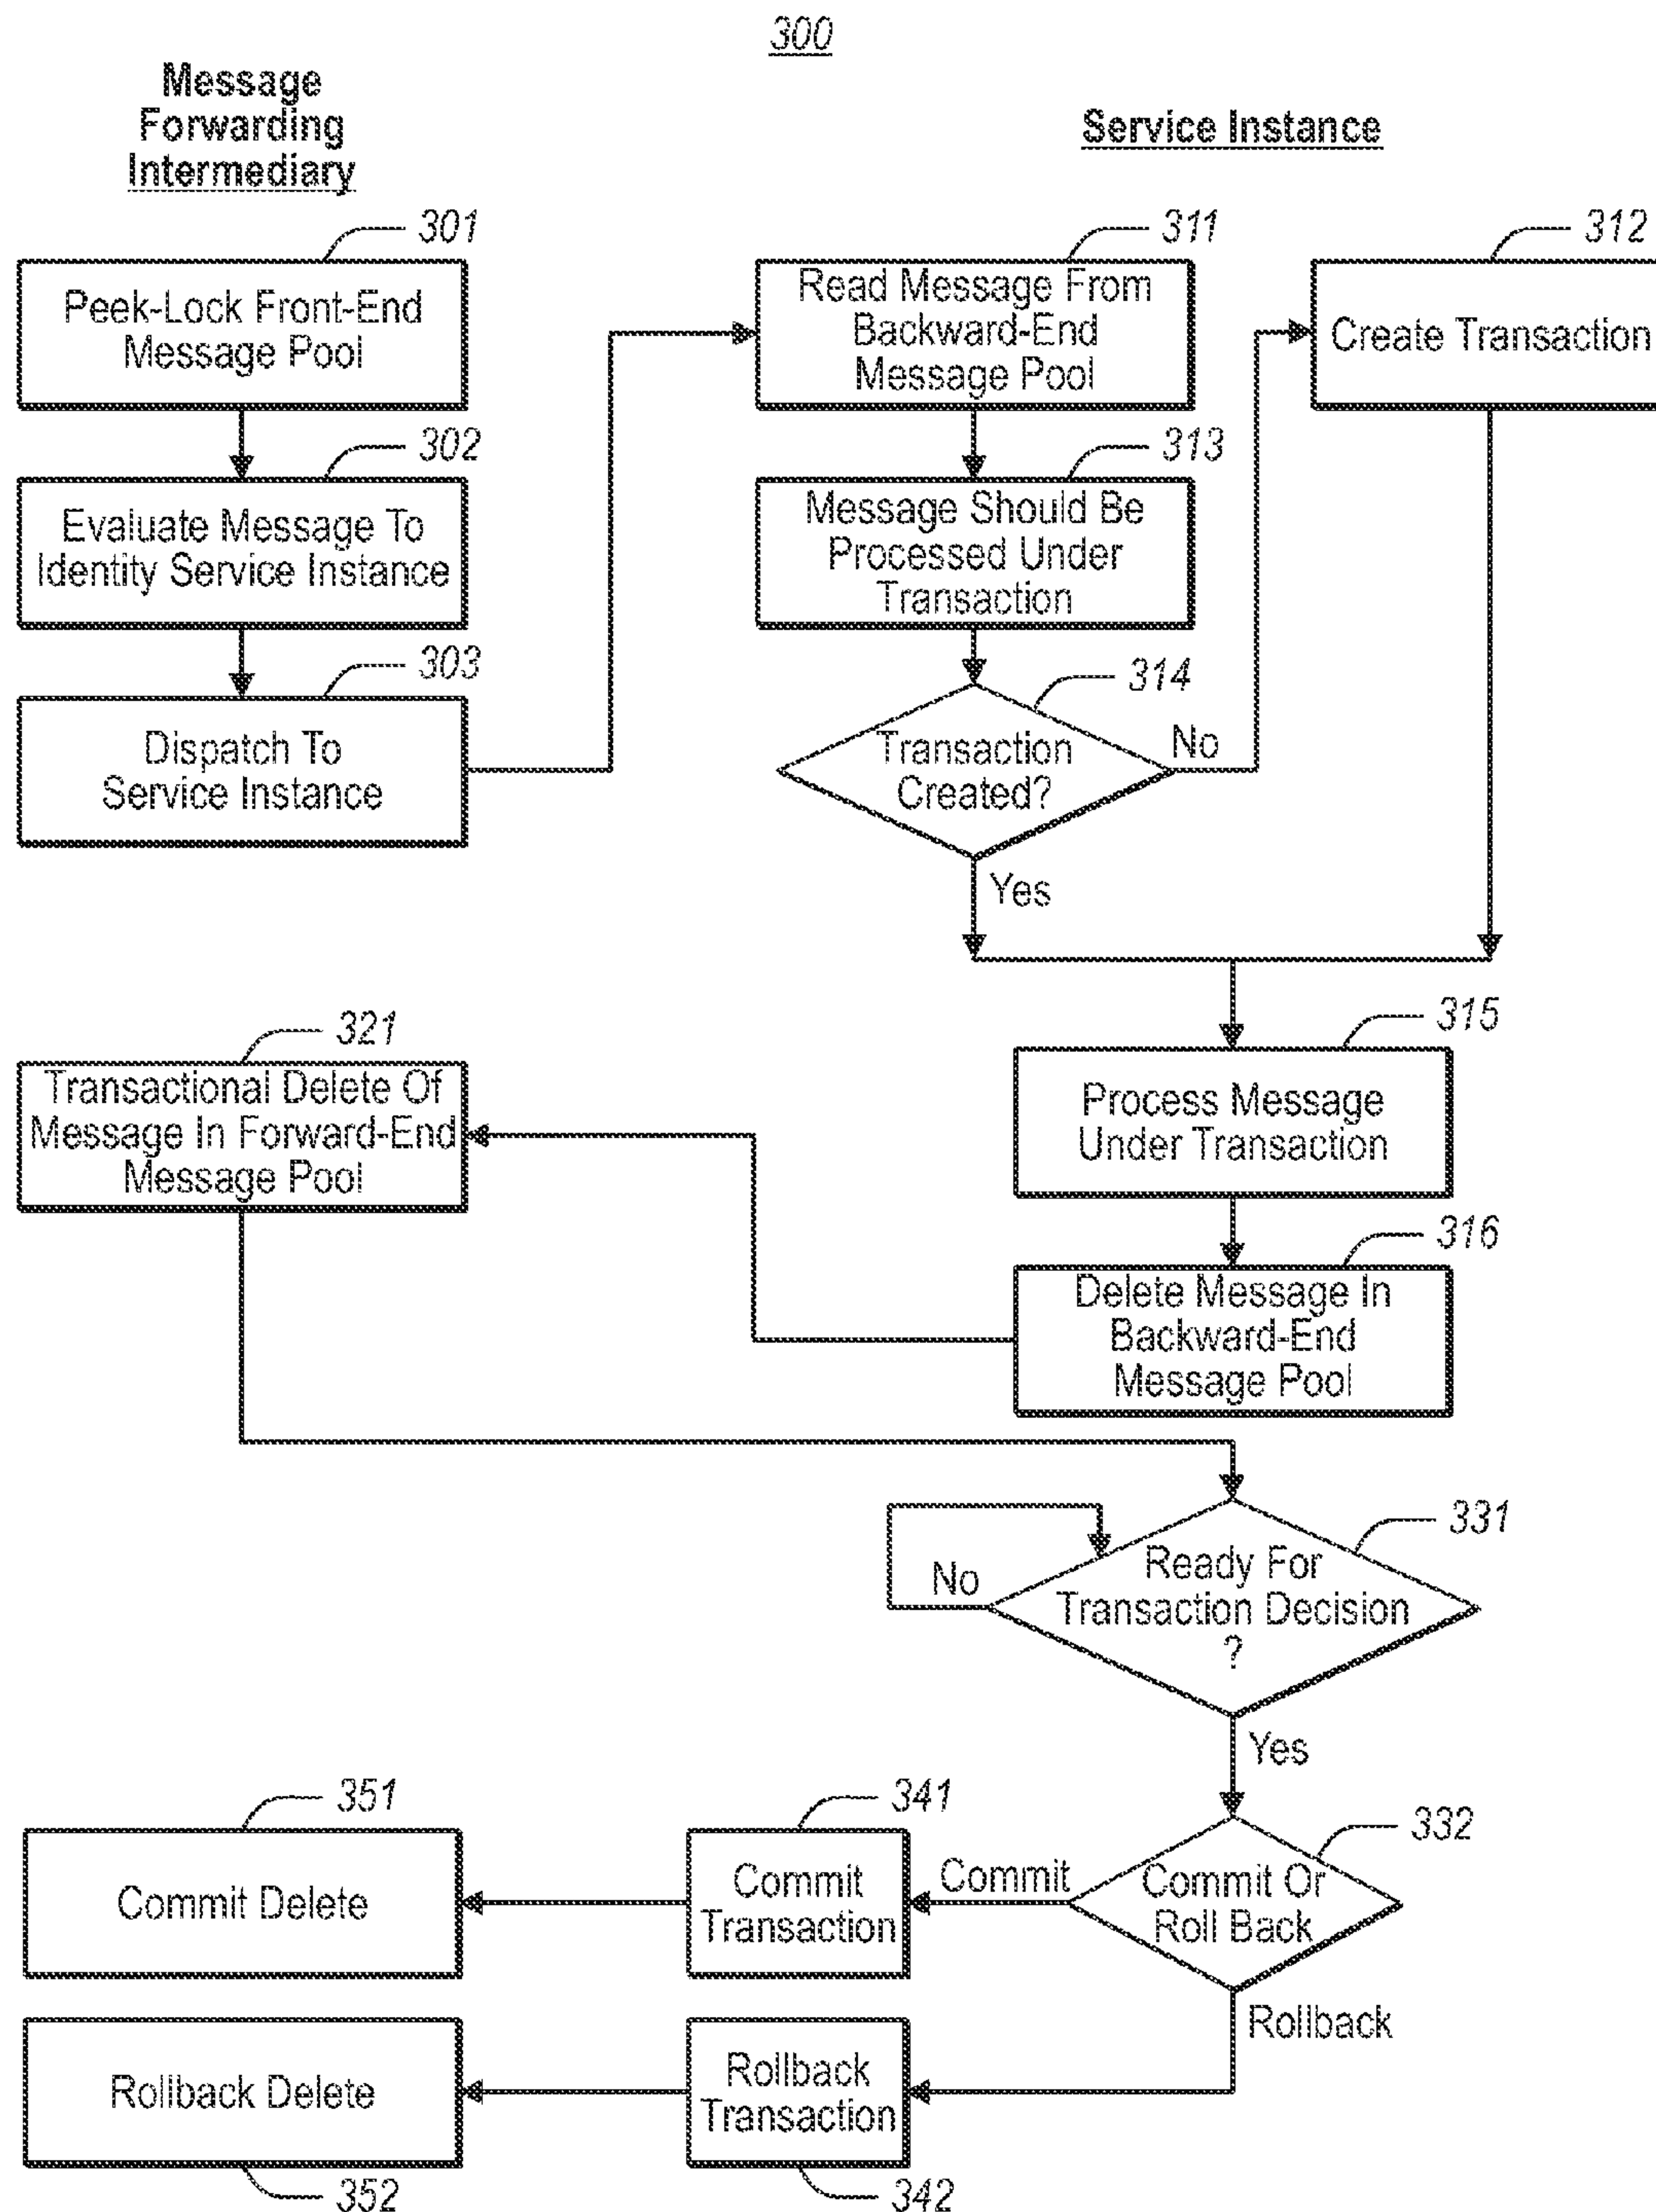 300
Message
Forwarding
Intermediary
Service Instance
301
Peek-Lock Front-End
Message Pool
311
Read Message From
Backward-End
Message Pool
312
Create Transaction
302
Evaluate Message To
Identity Service Instance
313
Message Should Be
Processed Under
Transaction
303
Dispatch To
Service Instance
314
Transaction
Created?
No
Yes
315
Process Message
Under Transaction
321
Transactional Delete Of
Message In Forward-End
Message Pool
316
Delete Message In
Backward-End
Message Pool
331
Ready For
Transaction Decision
?
No
Yes
332
Commit Or
Roll Back
Commit
341
Commit
Transaction
351
Commit Delete
Rollback
Rollback
Transaction
342
Rollback Delete
352